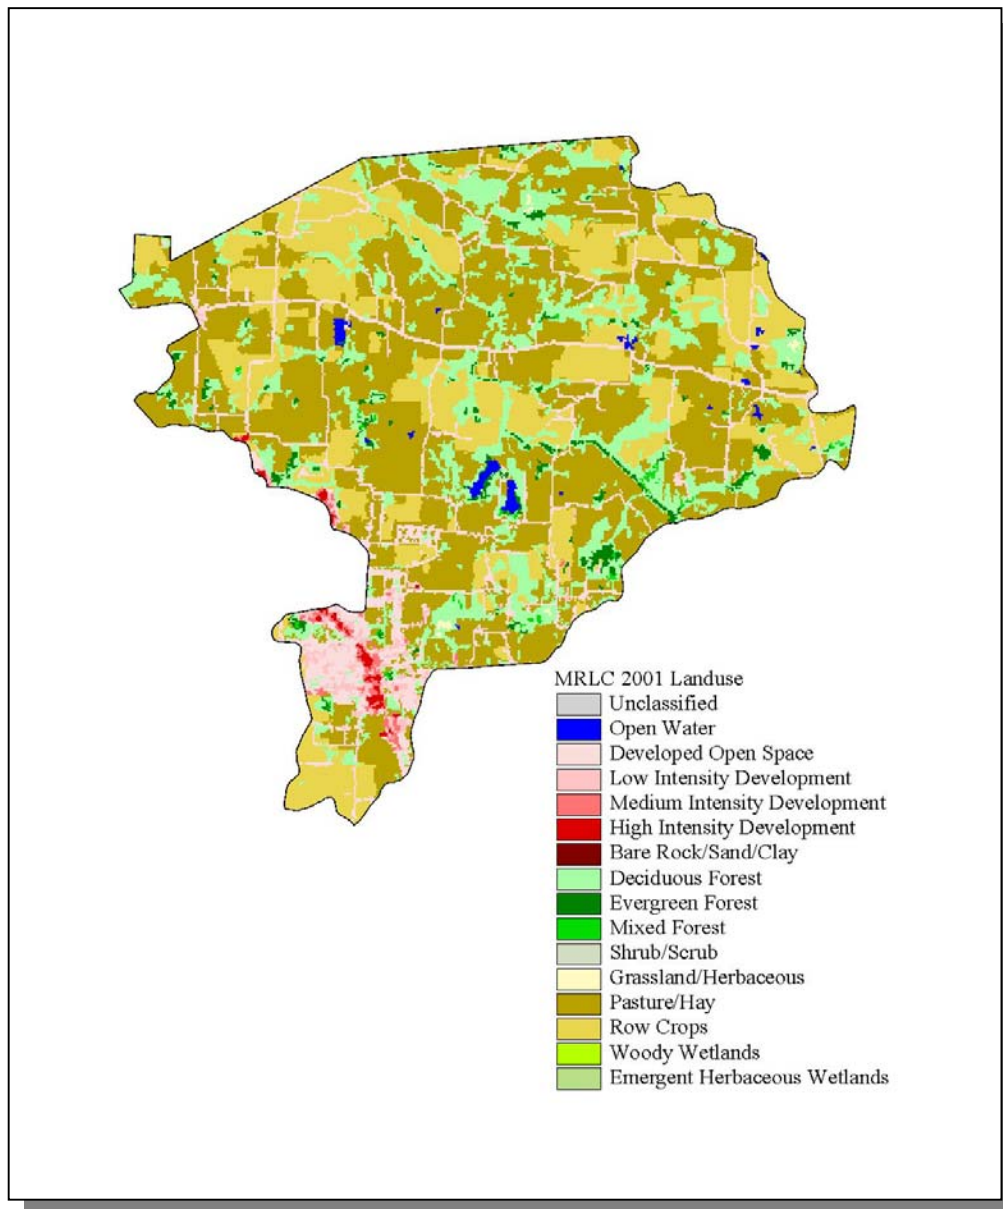 MRLC 2001 Landuse
Unclassified
Open Water
Developed Open Space
Low Intensity Development
Medium Intensity Development
High Intensity Development
Bare Rock/Sand/Clay
Deciduous Forest
Evergreen Forest
Mixed Forest
Shrub/Scrub
Grassland/Herbaceous
Pasture/Hay
Row Crops
Woody Wetlands
Emergent Herbaceous Wetlands